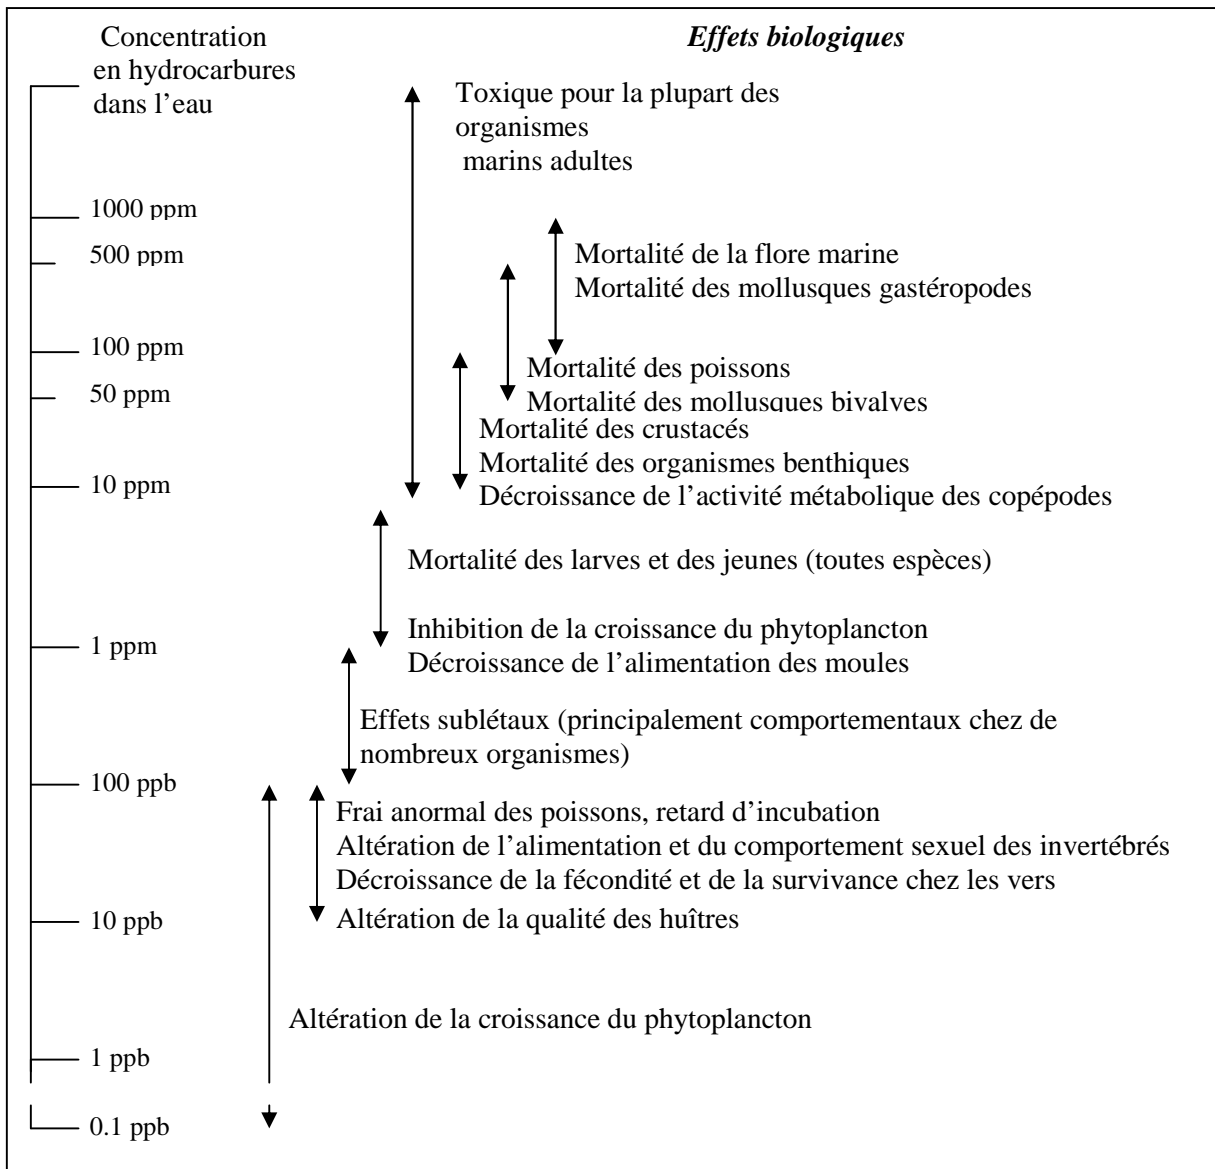 Concentration
en hydrocarbures
dans l'eau
Effets biologiques
Toxique pour la plupart des
organismes
marins adultes
1000 ppm
500 ppm
Mortalité de la flore marine
Mortalité des mollusques gastéropodes
100 ppm
Mortalité des poissons
50 ppm
Mortalité des mollusques bivalves
Mortalité des crustacés
Mortalité des organismes benthiques
10 ppm
Décroissance de l'activité métabolique des copépodes
Mortalité des larves et des jeunes (toutes espèces)
Inhibition de la croissance du phytoplancton
1 ppm
Décroissance de l'alimentation des moules
Effets sublétaux (principalement comportementaux chez de
nombreux organismes)
100 ppb
Frai anormal des poissons, retard d'incubation
Altération de l'alimentation et du comportement sexuel des invertébrés
Décroissance de la fécondité et de la survivance chez les vers
10 ppb
Altération de la qualité des huîtres
Altération de la croissance du phytoplancton
1 ppb
0.1 ppb